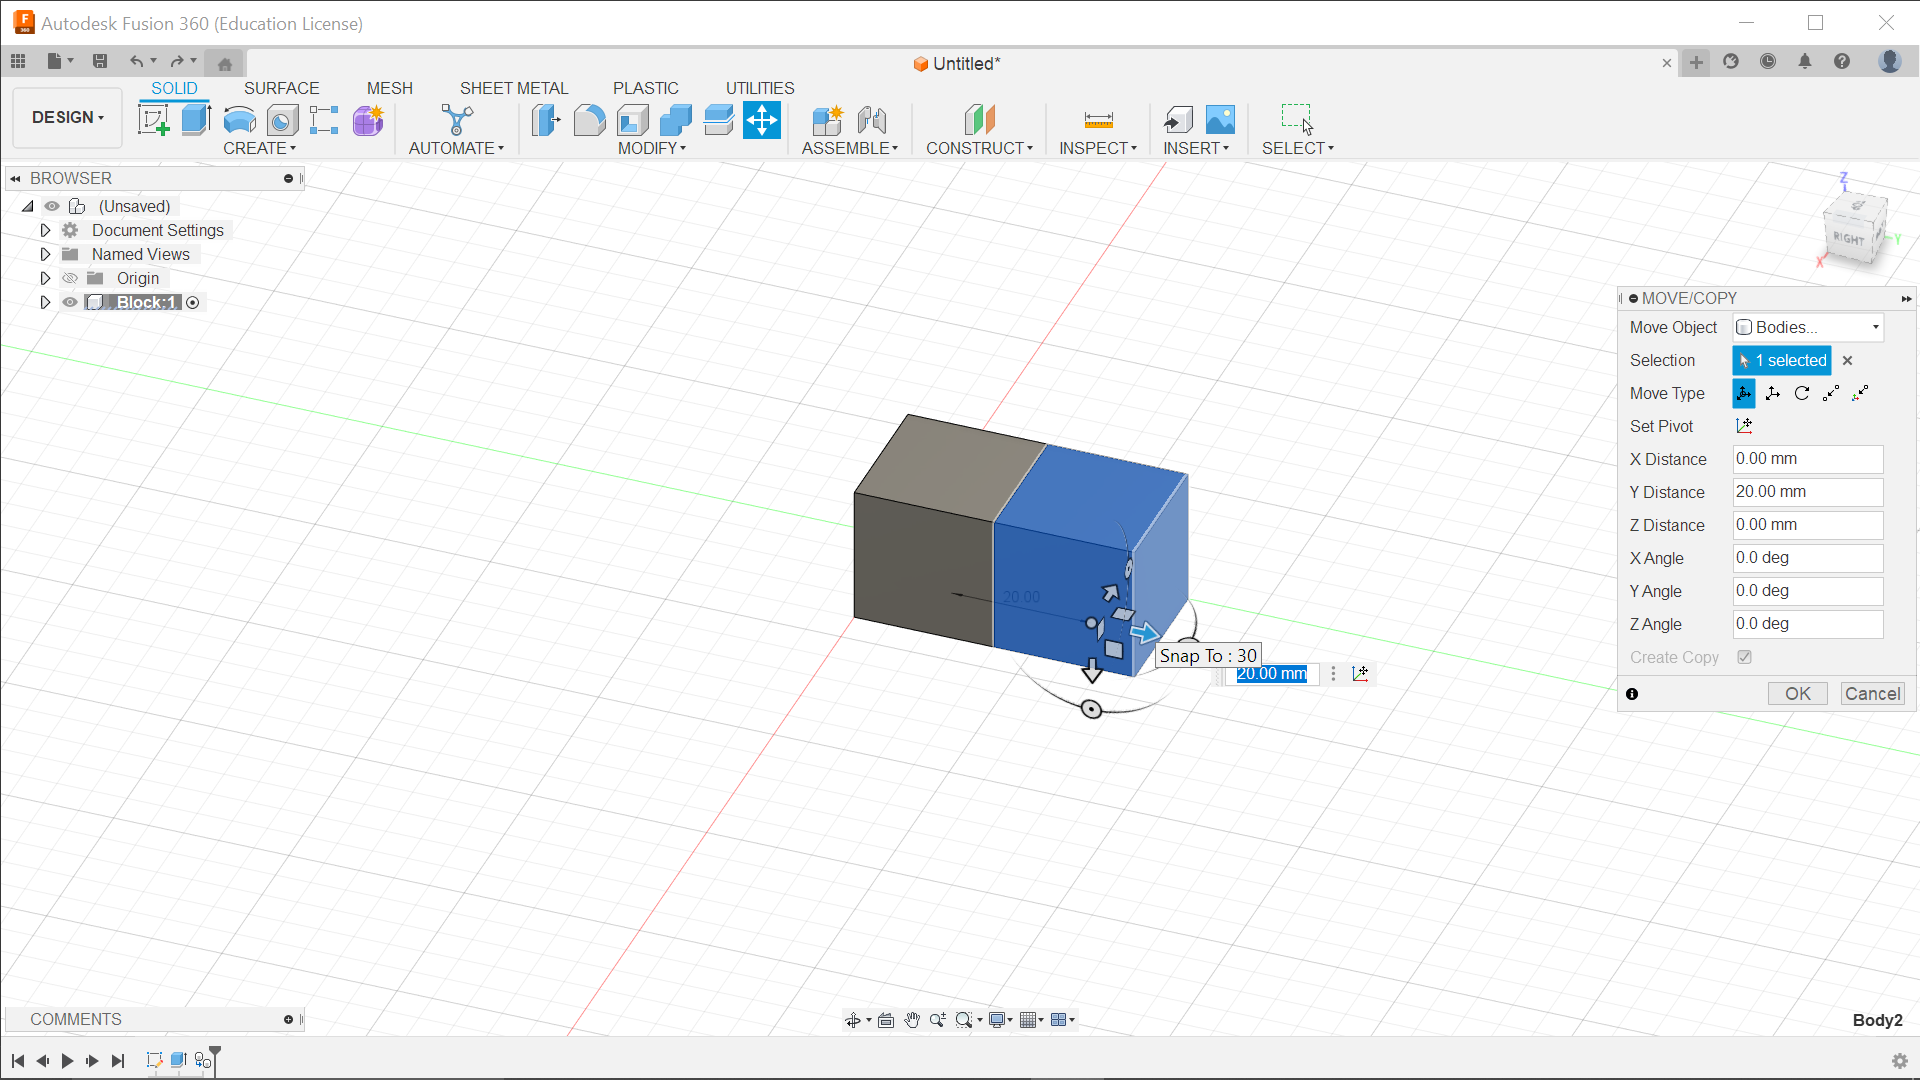 Autodesk Fusion 360 (Education License)
Untitled*
SOLID SURFACE MESH SHEET METAL PLASTIC UTILITIES
DESIGN
CREATE AUTOMATE MODIFY ASSEMBLE CONSTRUCT INSPECT INSERT SELECT
BROWSER
(Unsaved)
Document Settings
Named Views
Origin
Block:1
Z
RIGHT
Y
X
MOVE/COPY
Move Object Bodies...
Selection 1 selected
Move Type
Set Pivot
X Distance 0.00 mm
Y Distance 20.00 mm
Z Distance 0.00 mm
X Angle 0.0 deg
Y Angle 0.0 deg
Z Angle 0.0 deg
Create Copy
OK Cancel
20.00
Snap To : 30
20.00 mm
COMMENTS
Body2